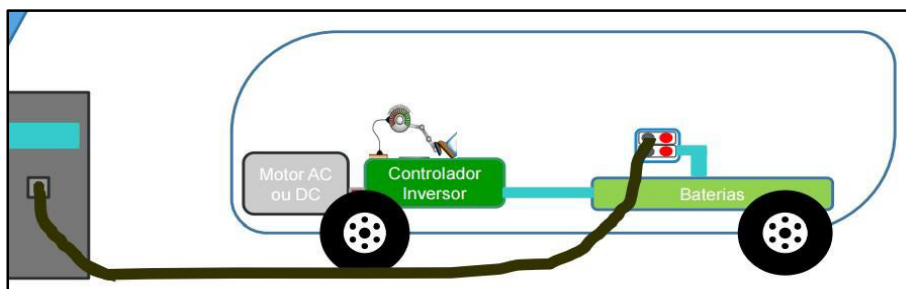 Motor AC
ou DC
Controlador
Inversor
Baterias